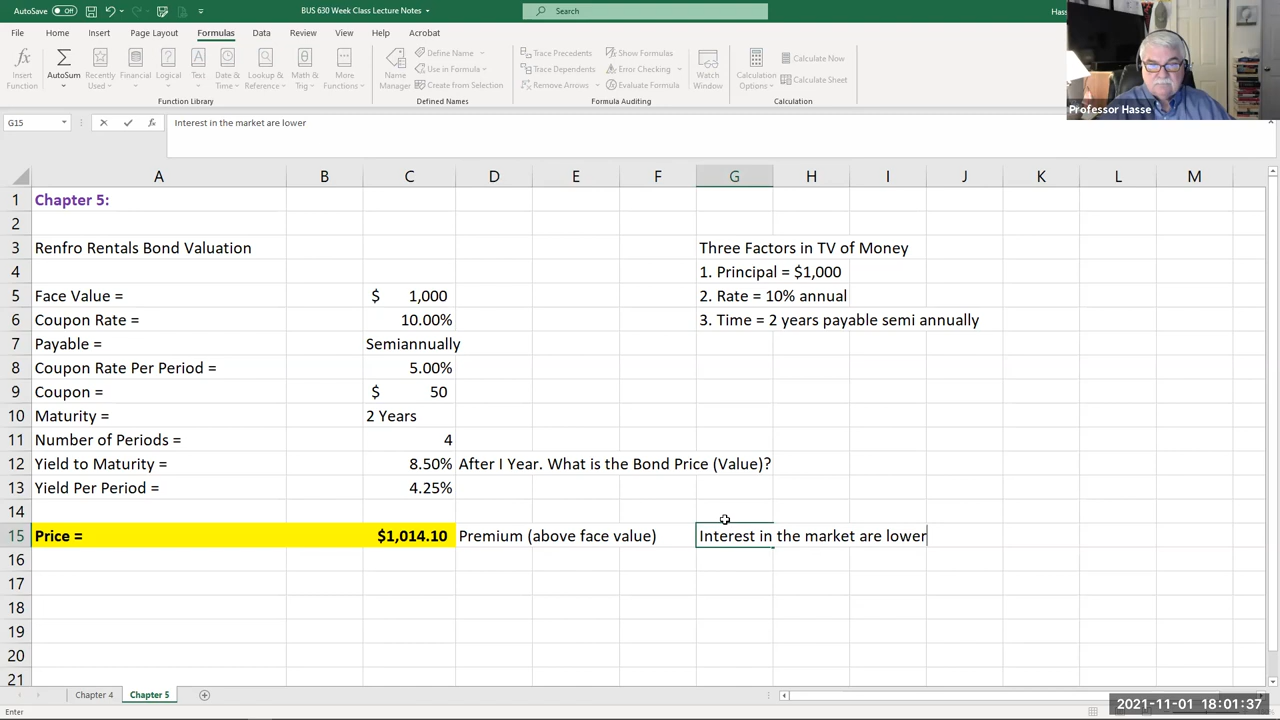 AutoSave Off BUS 630 Week Class Lecture Notes Search Hass
File Home Insert Page Layout Formulas Data Review View Help Acrobat
Insert Function AutoSum Recently Used Financial Logical Text Date & Time Lookup & Reference Math & Trig More Functions
Function Library
Name Manager Define Name Use in Formula Create from Selection
Defined Names
Trace Precedents Trace Dependents Remove Arrows Show Formulas Error Checking Evaluate Formula Watch Window
Formula Auditing
Calculation Options Calculate Now Calculate Sheet
Calculation
Professor Hasse
G15 fx Interest in the market are lower
A B C D E F G H I J K L M
1 Chapter 5:
2
3 Renfro Rentals Bond Valuation Three Factors in TV of Money
4 1. Principal = $1,000
5 Face Value = $ 1,000 2. Rate = 10% annual
6 Coupon Rate = 10.00% 3. Time = 2 years payable semi annually
7 Payable = Semiannually
8 Coupon Rate Per Period = 5.00%
9 Coupon = $ 50
10 Maturity = 2 Years
11 Number of Periods = 4
12 Yield to Maturity = 8.50% After I Year. What is the Bond Price (Value)?
13 Yield Per Period = 4.25%
14
15 Price = $1,014.10 Premium (above face value) Interest in the market are lower
16
17
18
19
20
21
Chapter 4 Chapter 5
Enter
2021-11-01 18:01:37